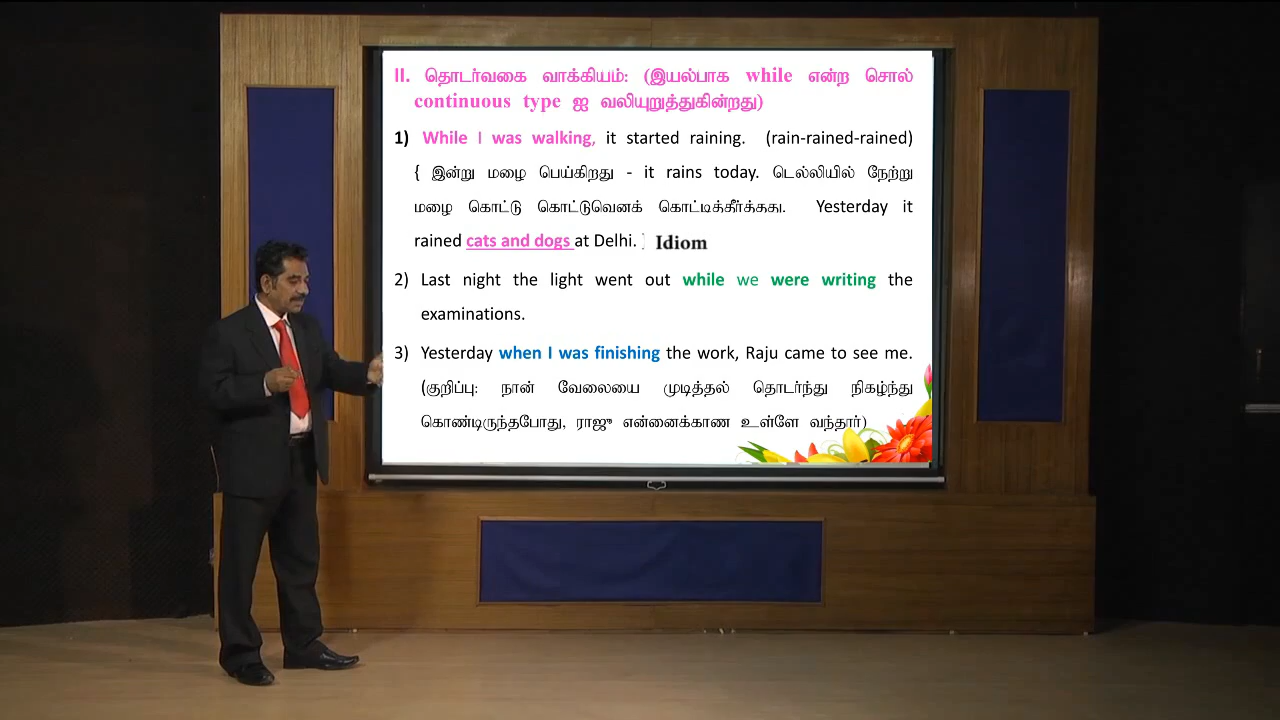 II. தொடர்வகை வாக்கியம்: (இயல்பாக while என்ற சொல்
continuous type ஐ வலியுறுத்துகின்றது)
1) While I was walking, it started raining. (rain-rained-rained)
{ இன்று மழை பெய்கிறது - it rains today. டெல்லியில் நேற்று
மழை கொட்டு கொட்டுவெனக் கொட்டித்தீர்த்தது. Yesterday it
rained cats and dogs at Delhi. } Idiom
2) Last night the light went out while we were writing the
examinations.
3) Yesterday when I was finishing the work, Raju came to see me.
(குறிப்பு: நான் வேலையை முடித்தல் தொடர்ந்து நிகழ்ந்து
கொண்டிருந்தபோது, ராஜு என்னைக்காண உள்ளே வந்தார்)